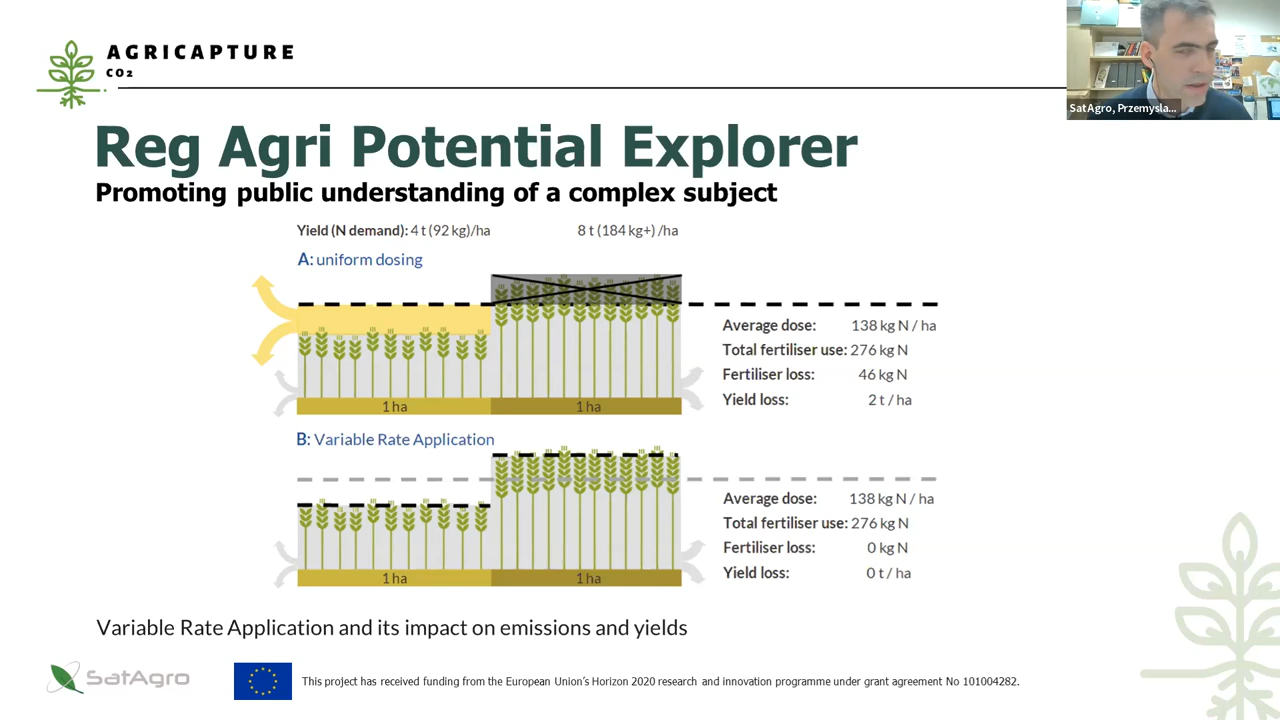 AGRICAPTURE
CO2
SatAgro, Przemysla...
Reg Agri Potential Explorer
Promoting public understanding of a complex subject
Yield (N demand): 4 t (92 kg)/ha 8 t (184 kg+) /ha
A: uniform dosing
Average dose: 138 kg N / ha
Total fertiliser use: 276 kg N
Fertiliser loss: 46 kg N
Yield loss: 2 t / ha
1 ha 1 ha
B: Variable Rate Application
Average dose: 138 kg N / ha
Total fertiliser use: 276 kg N
Fertiliser loss: 0 kg N
Yield loss: 0 t / ha
1 ha 1 ha
Variable Rate Application and its impact on emissions and yields
SatAgro
This project has received funding from the European Union's Horizon 2020 research and innovation programme under grant agreement No 101004282.